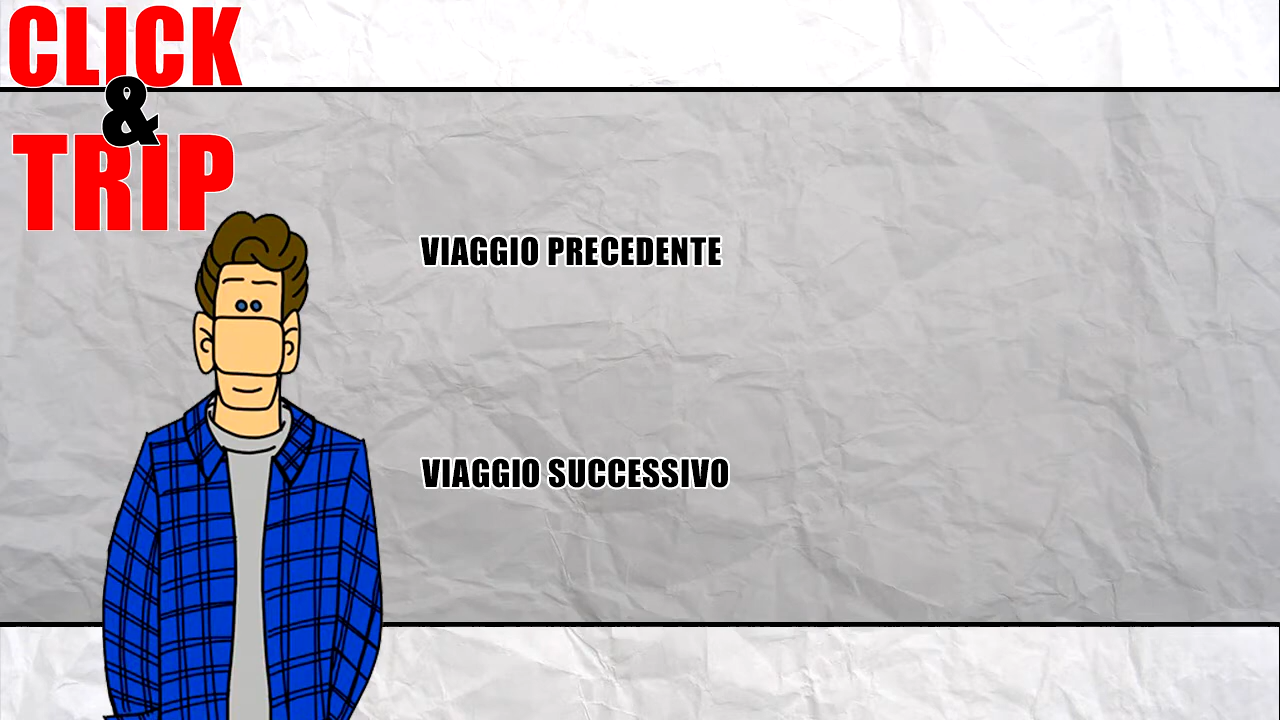 CLICK
&
TRIP
VIAGGIO PRECEDENTE
VIAGGIO SUCCESSIVO